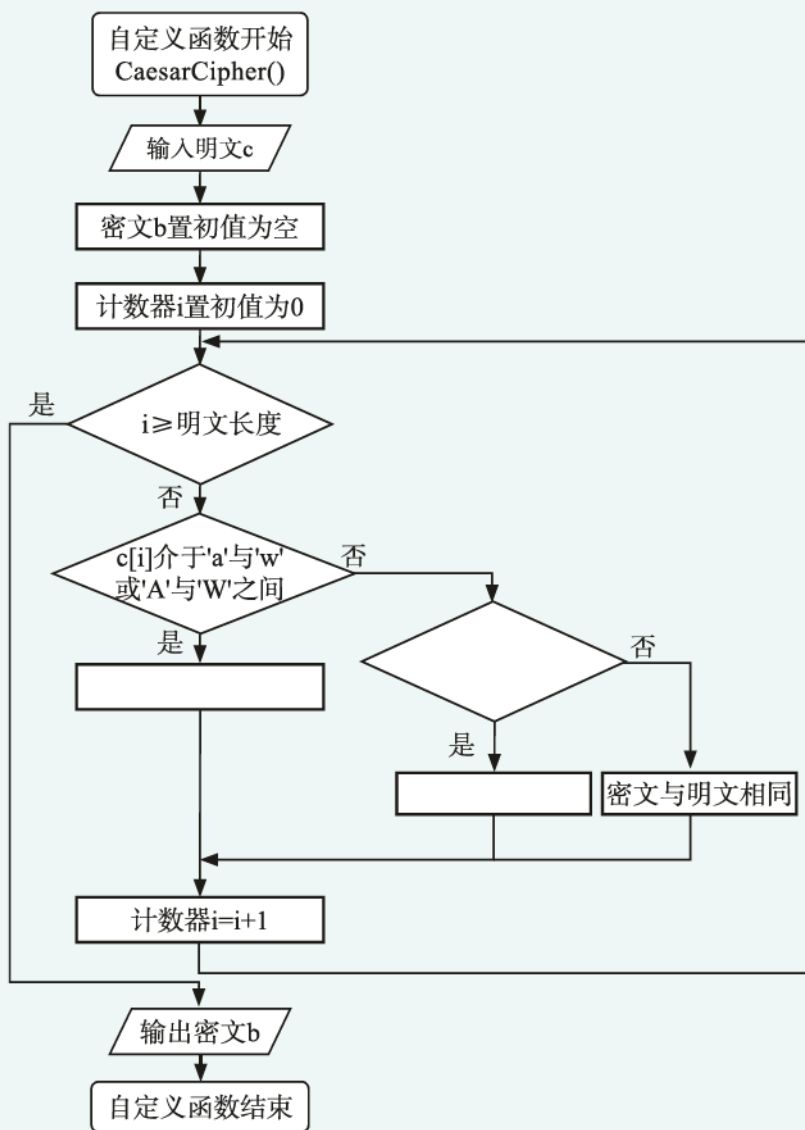 自定义函数开始
CaesarCipher()
输入明文c
密文b置初值为空
计数器i置初值为0
是
i≥明文长度
否
c[i]介于'a'与'w'
或'A'与'W'之间
否
是
否
是
密文与明文相同
计数器i=i+1
输出密文b
自定义函数结束